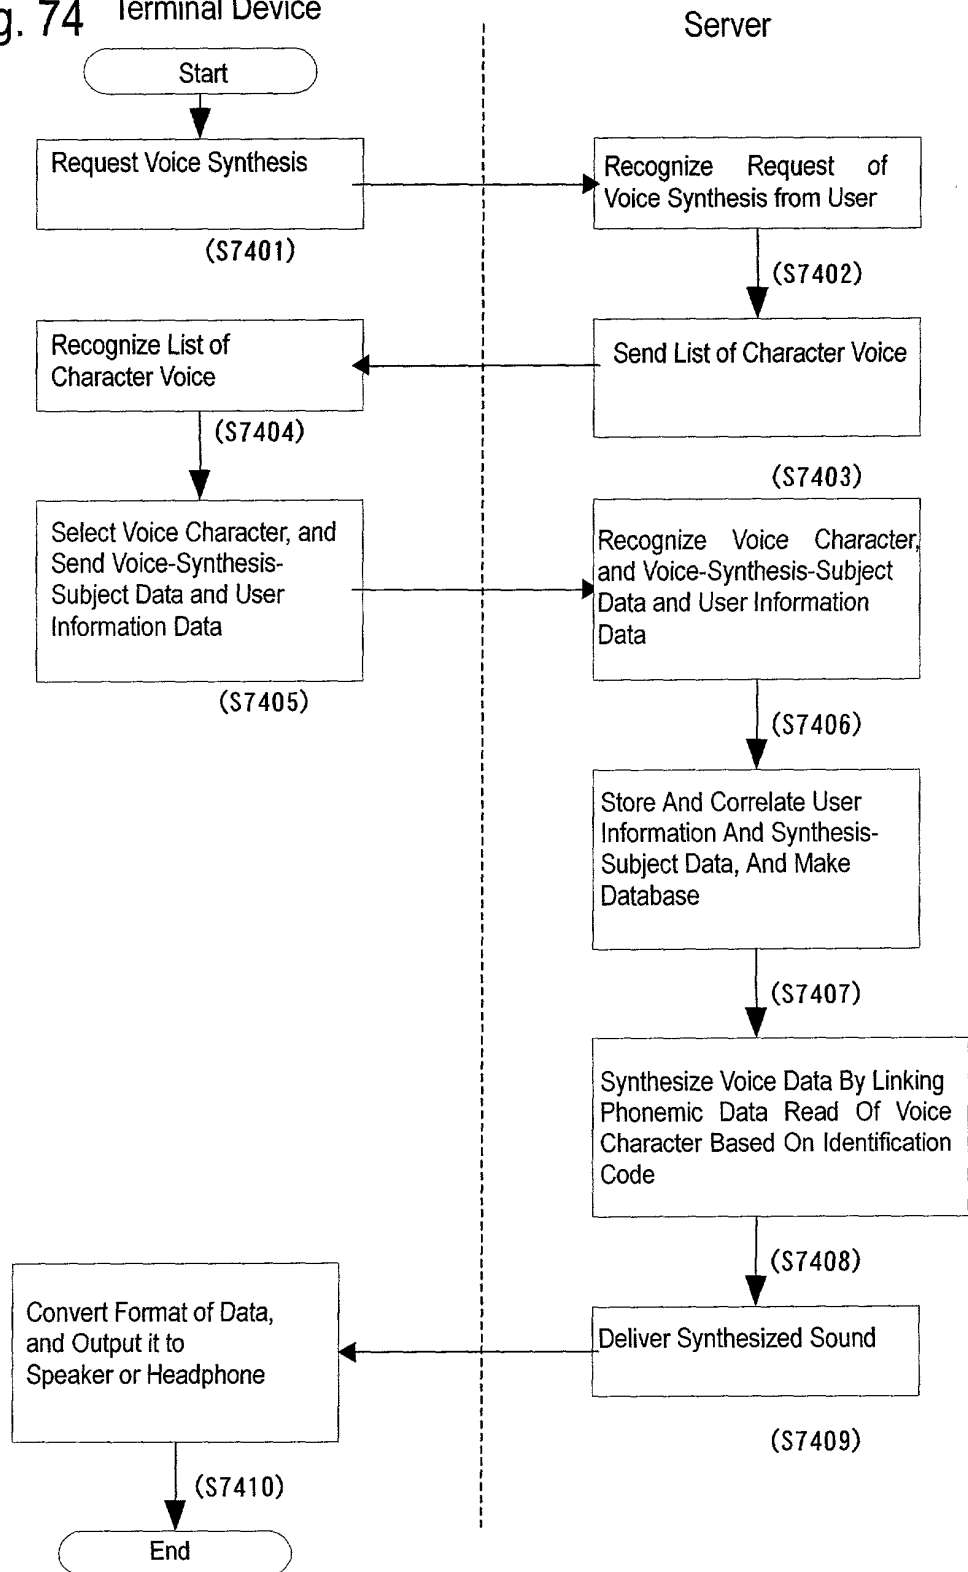 g. 74
Terminal Device
Server
Start
Request Voice Synthesis
(S7401)
Recognize Request of
Voice Synthesis from User
(S7402)
Send List of Character Voice
(S7403)
Recognize List of
Character Voice
(S7404)
Select Voice Character, and
Send Voice-Synthesis-
Subject Data and User
Information Data
(S7405)
Recognize Voice Character,
and Voice-Synthesis-Subject
Data and User Information
Data
(S7406)
Store And Correlate User
Information And Synthesis-
Subject Data, And Make
Database
(S7407)
Synthesize Voice Data By Linking
Phonemic Data Read Of Voice
Character Based On Identification
Code
(S7408)
Deliver Synthesized Sound
(S7409)
Convert Format of Data,
and Output it to
Speaker or Headphone
(S7410)
End